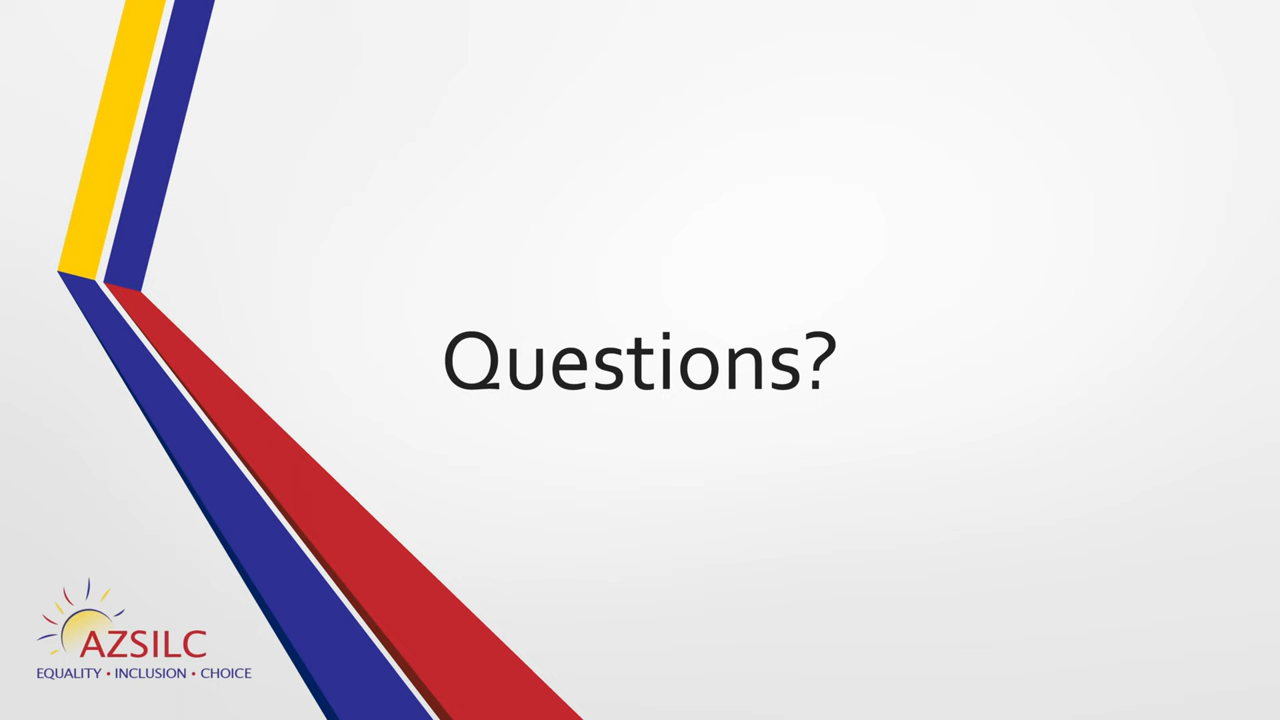 Questions?
AZSILC
EQUALITY • INCLUSION • CHOICE